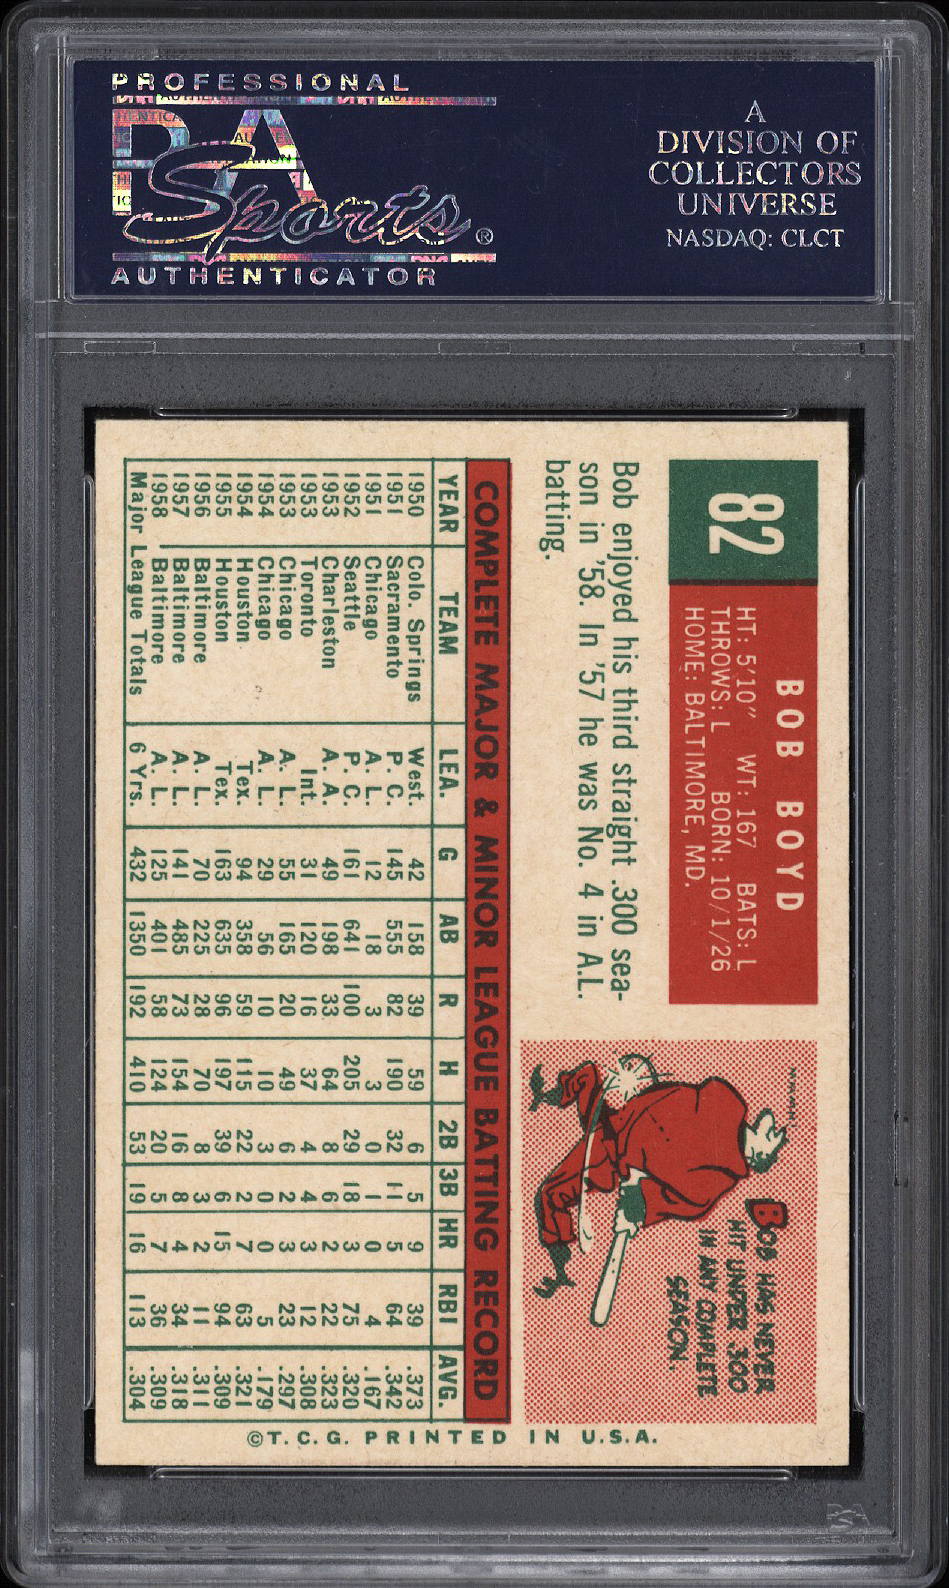 PROFESSIONAL
PSA
Sports®
AUTHENTICATOR
A
DIVISION OF
COLLECTORS
UNIVERSE
NASDAQ: CLCT
82
BOB BOYD
HT: 5'10" WT: 167 BATS: L
THROWS: L BORN: 10/1/26
HOME: BALTIMORE, MD.
Bob enjoyed his third straight .300 sea-
son in '58. In '57 he was No. 4 in A.L.
batting.
BOB HAS NEVER
HIT UNDER .300
IN ANY COMPLETE
SEASON.
COMPLETE MAJOR & MINOR LEAGUE BATTING RECORD
YEAR TEAM LEA. G AB R H 2B 3B HR RBI AVG.
1950 Colo. Springs West. 42 158 39 59 6 5 9 39 .373
1951 Sacramento P. C. 145 555 82 190 32 11 5 64 .342
1951 Chicago A. L. 12 18 3 3 0 1 0 4 .167
1952 Seattle P. C. 161 641 100 205 29 18 3 75 .320
1953 Charleston A. A. 49 198 33 64 8 6 2 22 .323
1953 Toronto Int. 31 120 16 37 4 4 3 12 .308
1953 Chicago A. L. 55 165 20 49 6 2 3 23 .297
1954 Chicago A. L. 29 56 10 10 3 0 0 5 .179
1954 Houston Tex. 94 358 59 115 22 2 7 63 .321
1955 Houston Tex. 163 635 96 197 39 6 15 94 .309
1956 Baltimore A. L. 70 225 28 70 8 3 2 11 .311
1957 Baltimore A. L. 141 485 73 154 16 8 4 34 .318
1958 Baltimore A. L. 125 401 58 124 20 5 7 36 .309
Major League Totals 6 Yrs. 432 1350 192 410 53 19 16 113 .304
©T.C.G. PRINTED IN U.S.A.